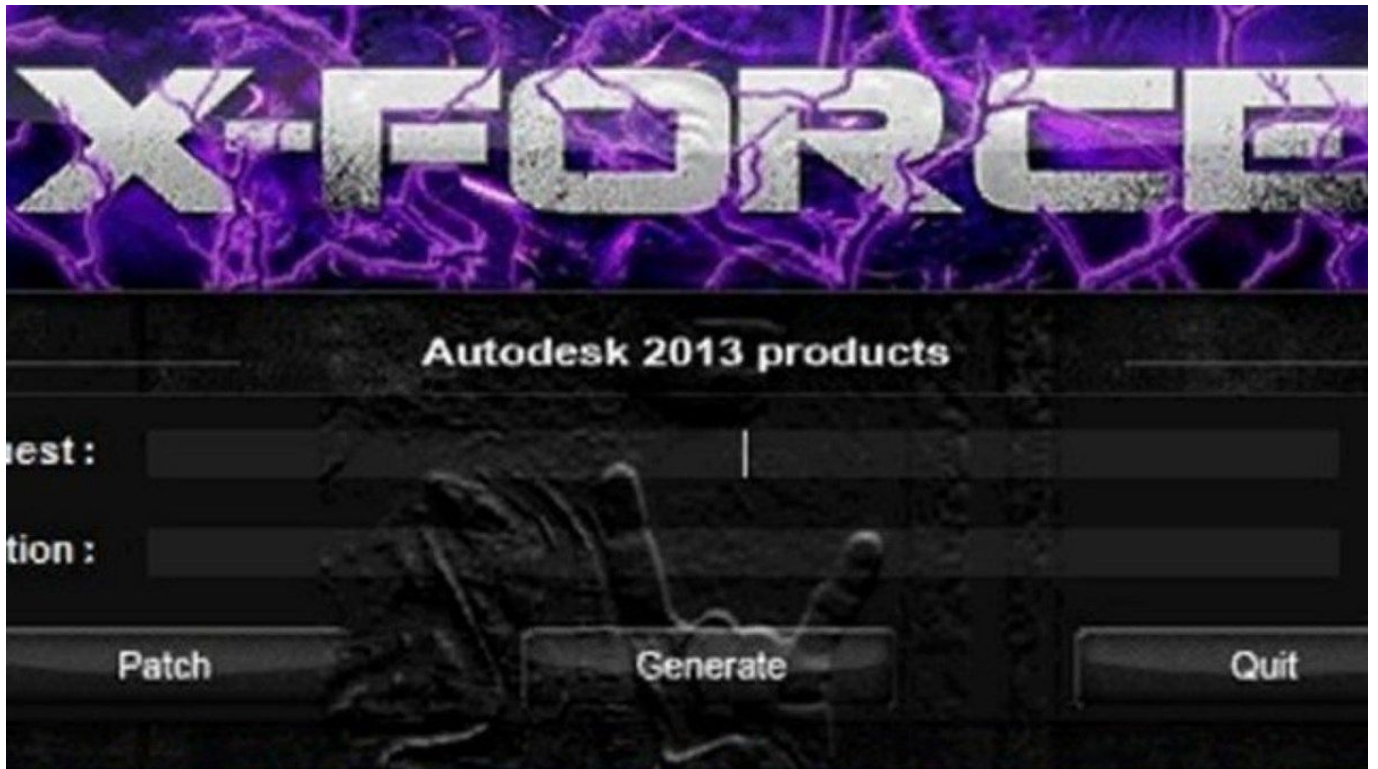 X-FORCE
Autodesk 2013 products
uest :
tion :
Patch Generate Quit